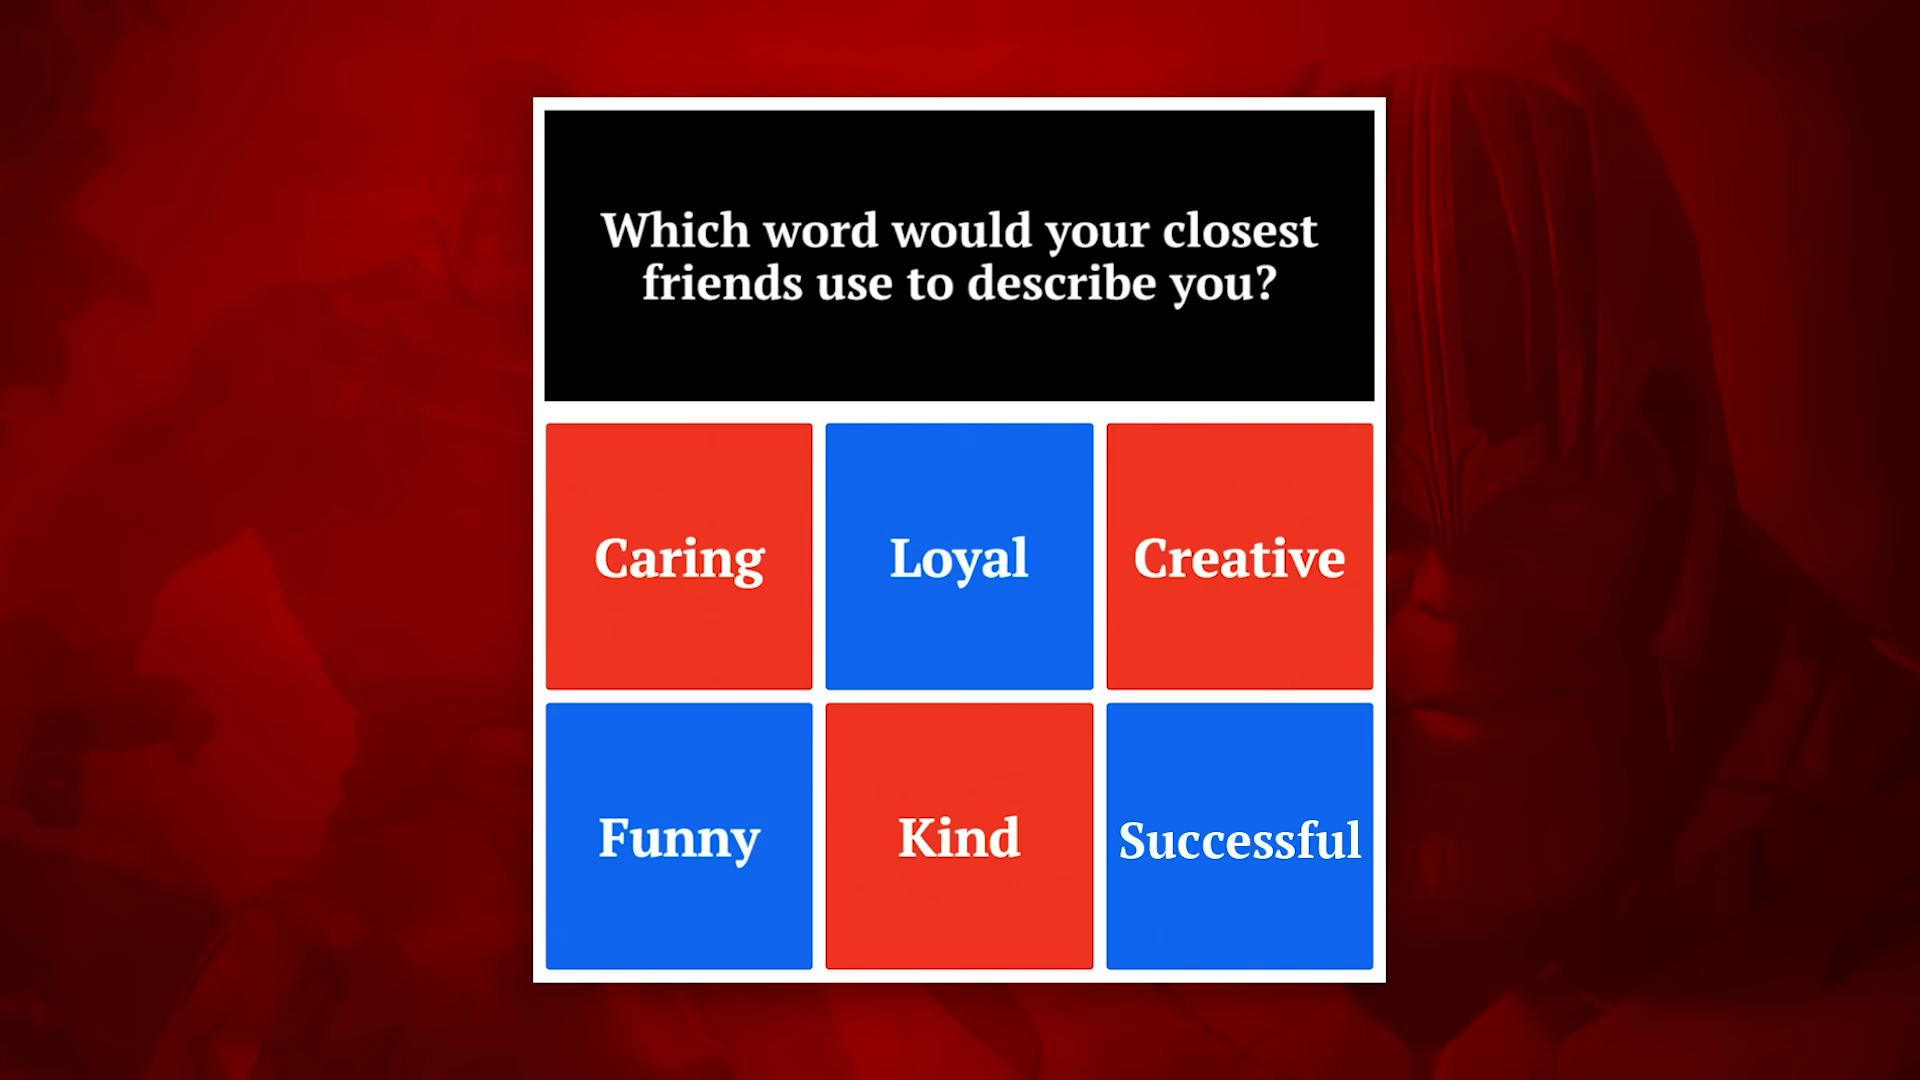 Which word would your closest
friends use to describe you?
Caring
Loyal
Creative
Funny
Kind
Successful